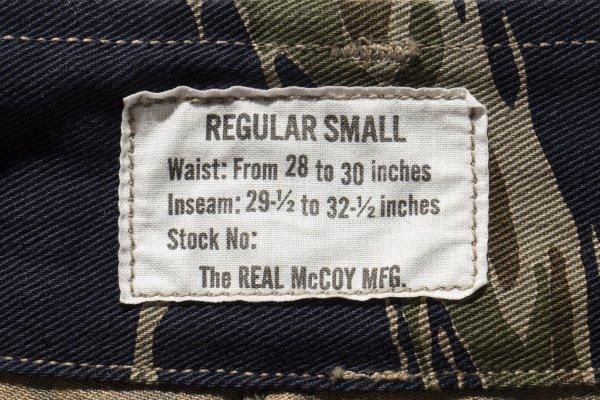 REGULAR SMALL
Waist: From 28 to 30 inches
Inseam: 29-½ to 32-½ inches
Stock No:
The REAL McCOY MFG.